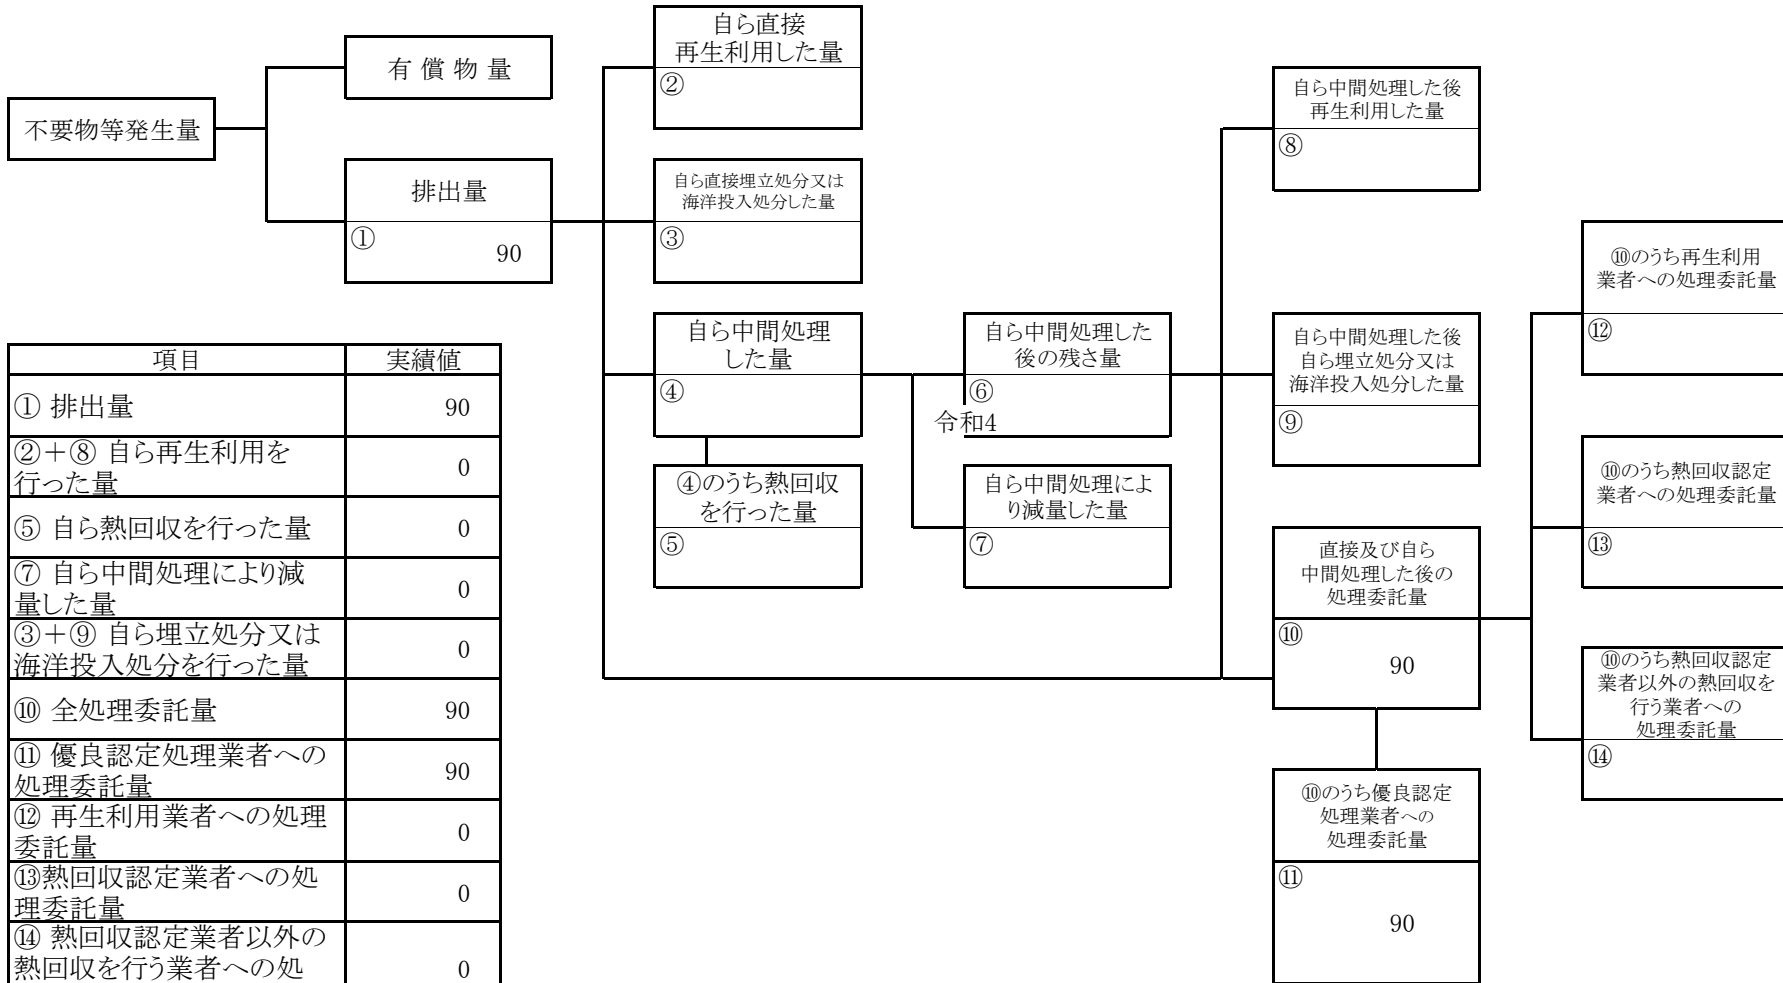 不要物等発生量
有 償 物 量
排出量
①
90
自ら直接
再生利用した量
②
自ら直接埋立処分又は
海洋投入処分した量
③
自ら中間処理
した量
④
④のうち熱回収
を行った量
⑤
自ら中間処理した
後の残さ量
⑥
令和4
自ら中間処理によ
り減量した量
⑦
自ら中間処理した後
再生利用した量
⑧
自ら中間処理した後
自ら埋立処分又は
海洋投入処分した量
⑨
直接及び自ら
中間処理した後の
処理委託量
⑩
90
⑩のうち優良認定
処理業者への
処理委託量
⑪
90
⑩のうち再生利用
業者への処理委託量
⑫
⑩のうち熱回収認定
業者への処理委託量
⑬
⑩のうち熱回収認定
業者以外の熱回収を
行う業者への
処理委託量
⑭
項目 実績値
① 排出量 90
②+⑧ 自ら再生利用を
行った量 0
⑤ 自ら熱回収を行った量 0
⑦ 自ら中間処理により減
量した量 0
③+⑨ 自ら埋立処分又は
海洋投入処分を行った量 0
⑩ 全処理委託量 90
⑪ 優良認定処理業者への
処理委託量 90
⑫ 再生利用業者への処理
委託量 0
⑬熱回収認定業者への処
理委託量 0
⑭ 熱回収認定業者以外の
熱回収を行う業者への処 0